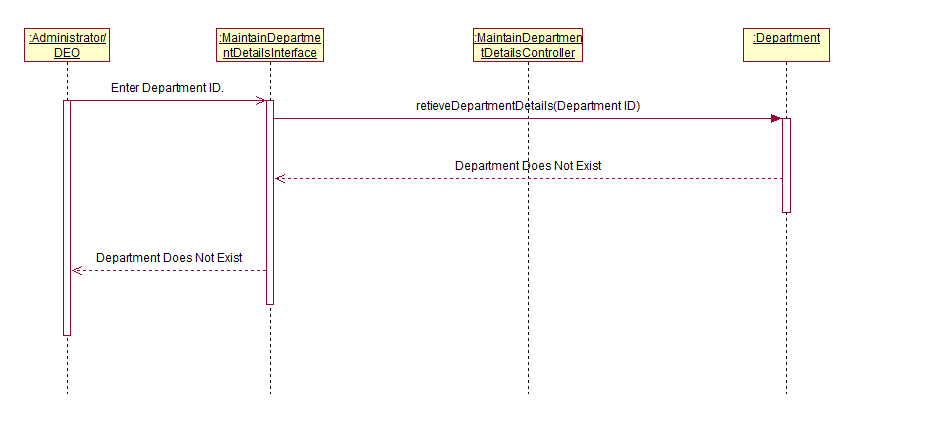 :Administrator/
DEO
:MaintainDepartme
ntDetailsInterface
:MaintainDepartmen
tDetailsController
:Department
Enter Department ID.
retieveDepartmentDetails(Department ID)
Department Does Not Exist
Department Does Not Exist